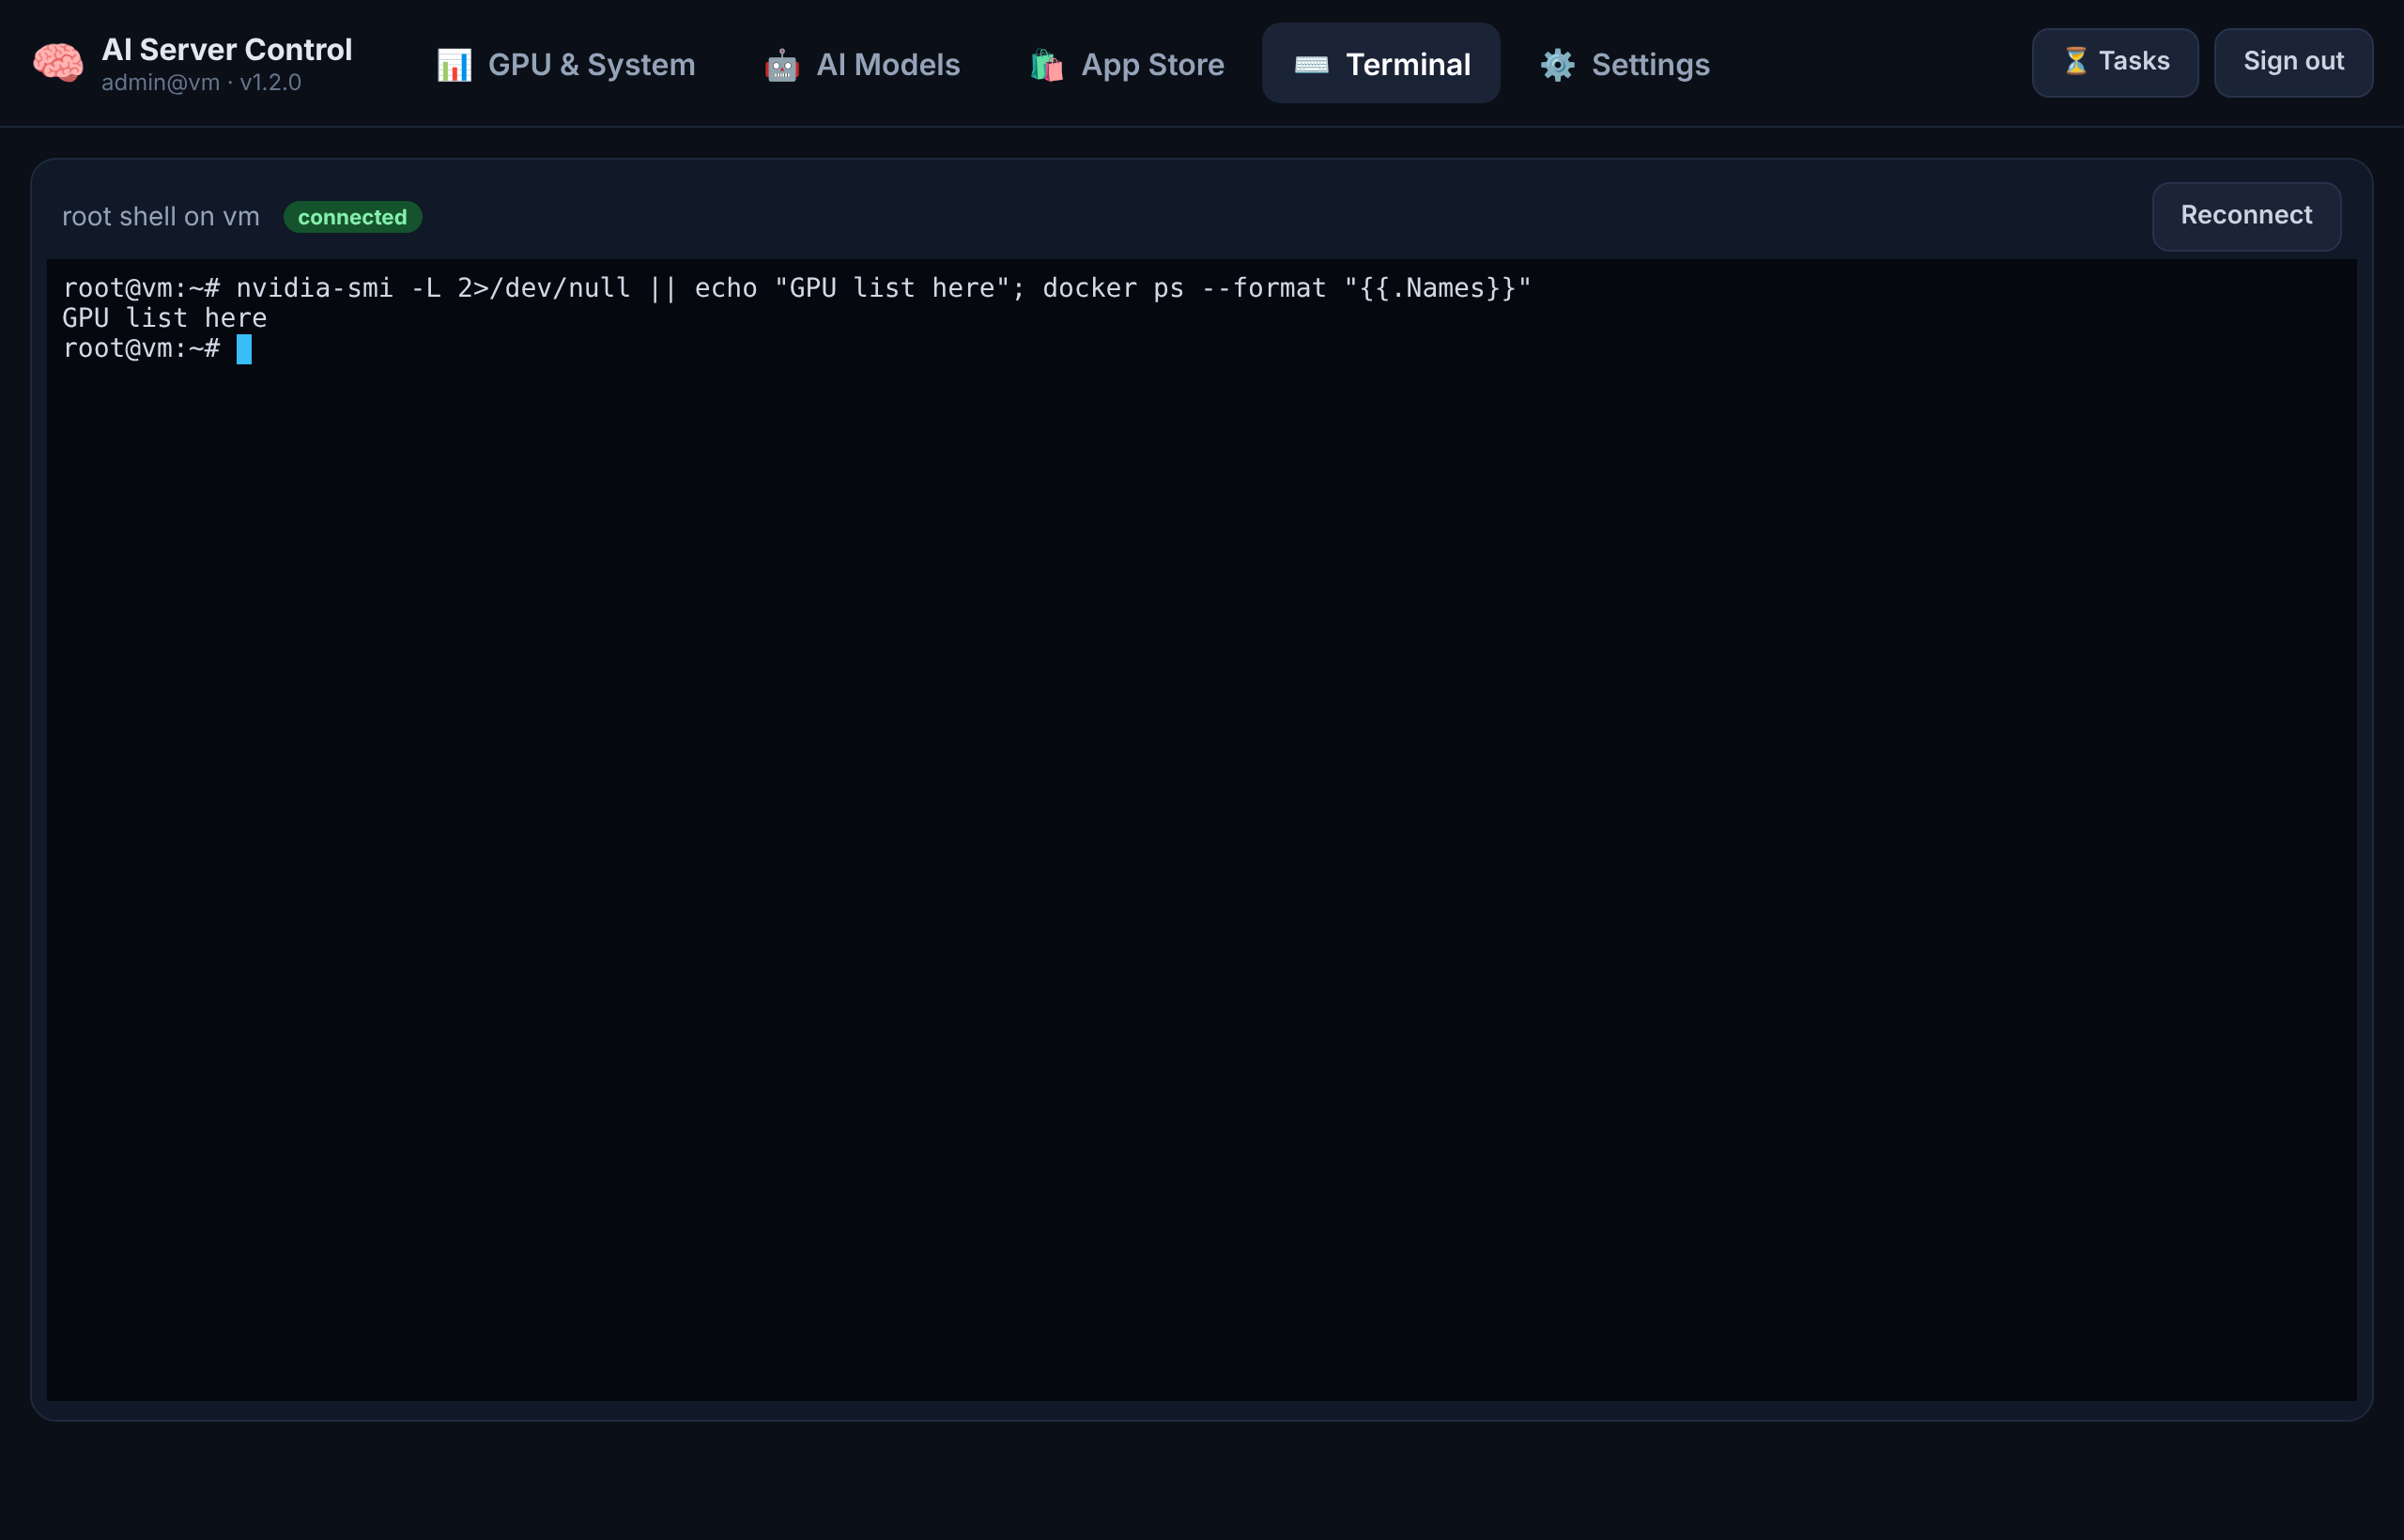 AI Server Control
admin@vm · v1.2.0
GPU & System
AI Models
App Store
Terminal
Settings
Tasks
Sign out
root shell on vm
connected
Reconnect
root@vm:~# nvidia-smi -L 2>/dev/null || echo "GPU list here"; docker ps --format "{{.Names}}"
GPU list here
root@vm:~#